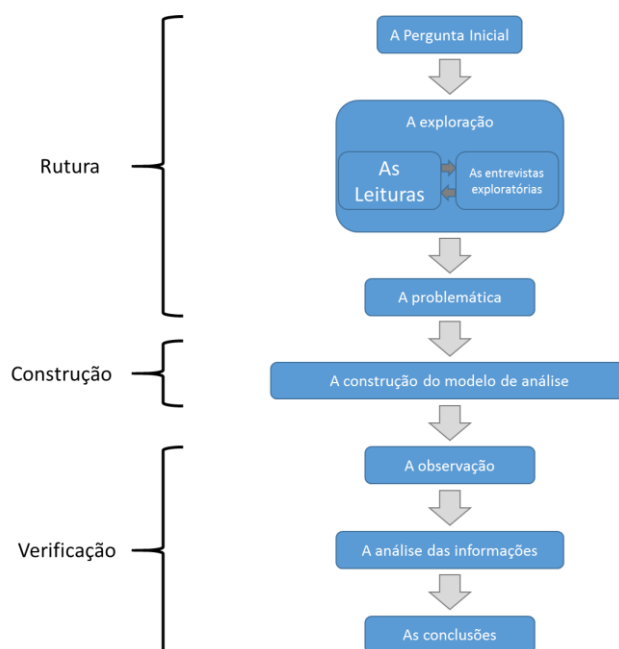 A Pergunta Inicial
A exploração
Rutura
As
Leituras
As entrevistas
exploratórias
A problemática
Construção
A construção do modelo de análise
A observação
Verificação
A análise das informações
As conclusões